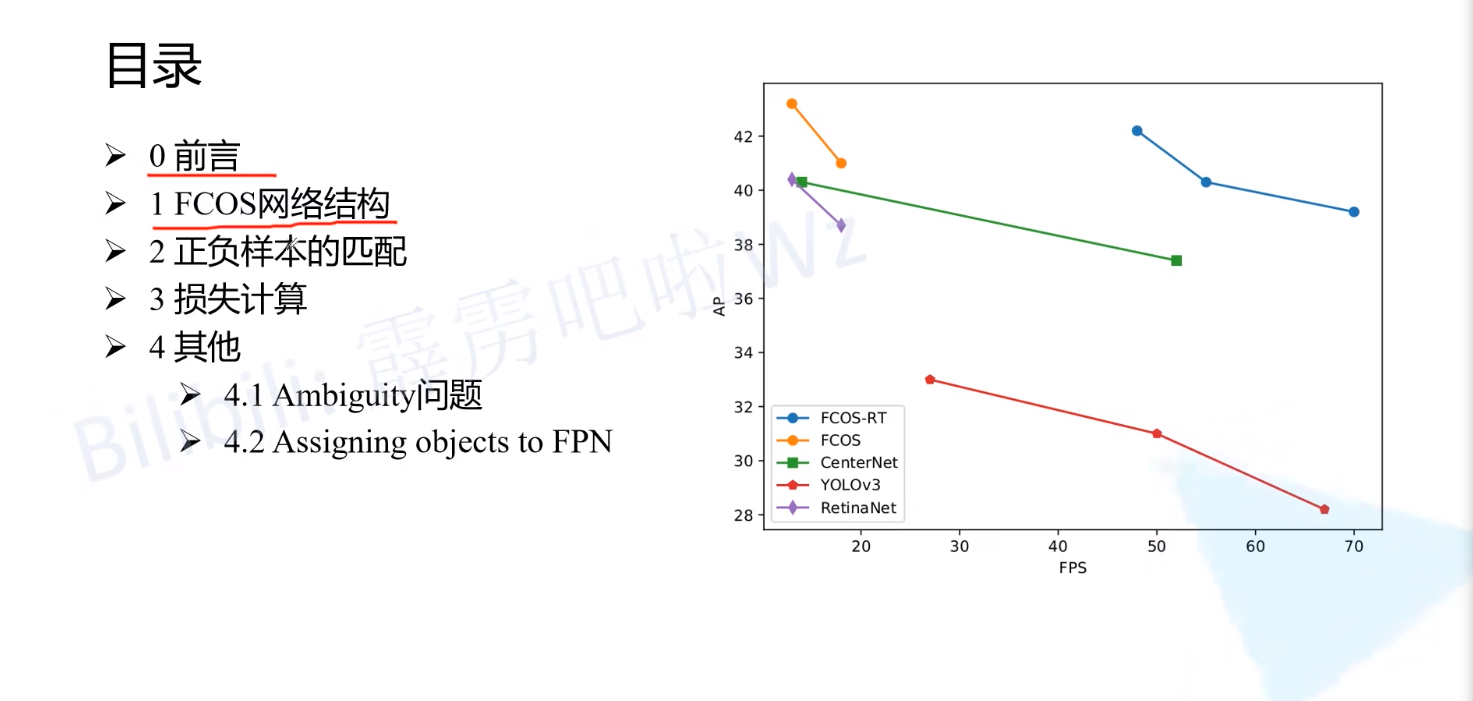 目录
➢ 0 前言
➢ 1 FCOS网络结构
➢ 2 正负样本的匹配
➢ 3 损失计算
➢ 4 其他
➢ 4.1 Ambiguity问题
➢ 4.2 Assigning objects to FPN
Bilibili: 霹雳吧啦Wz
42
40
38
36
34
32
30
28
AP
FCOS-RT
FCOS
CenterNet
YOLOv3
RetinaNet
20 30 40 50 60 70
FPS